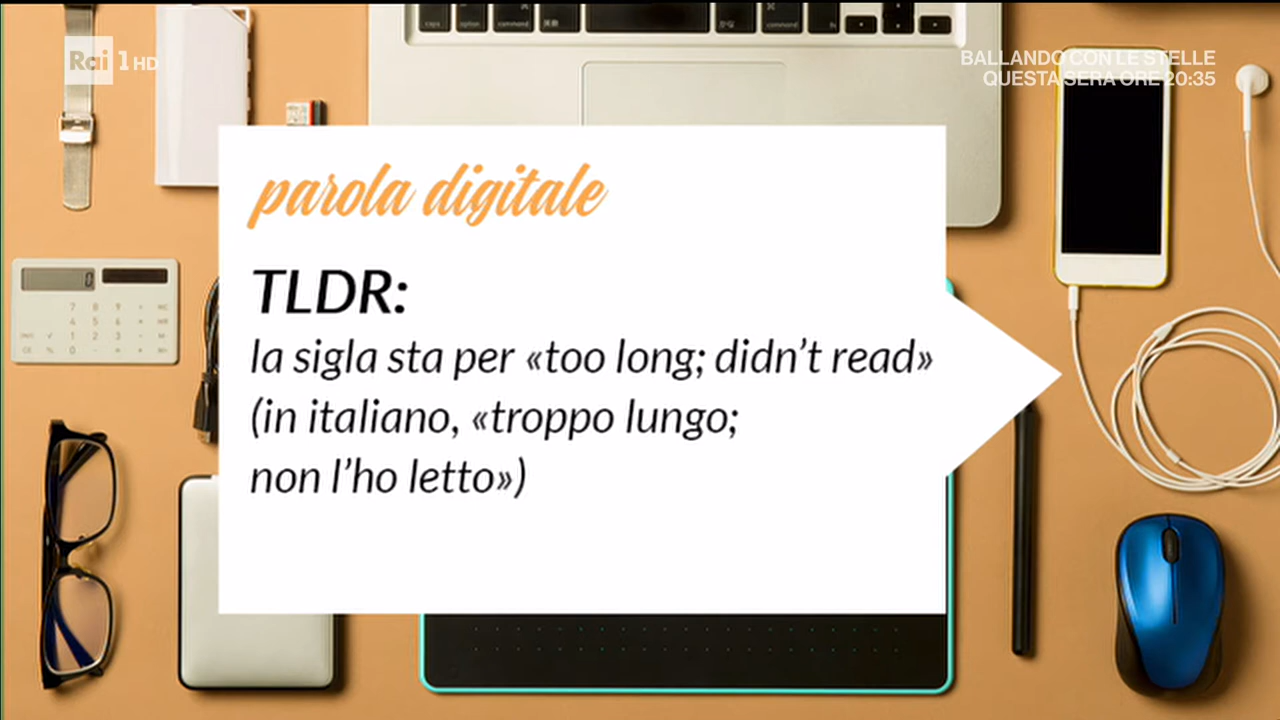 Rai 1 HD
BALLANDO CON LE STELLE
QUESTA SERA ORE 20:35
parola digitale
TLDR:
la sigla sta per «too long; didn’t read»
(in italiano, «troppo lungo;
non l’ho letto»)